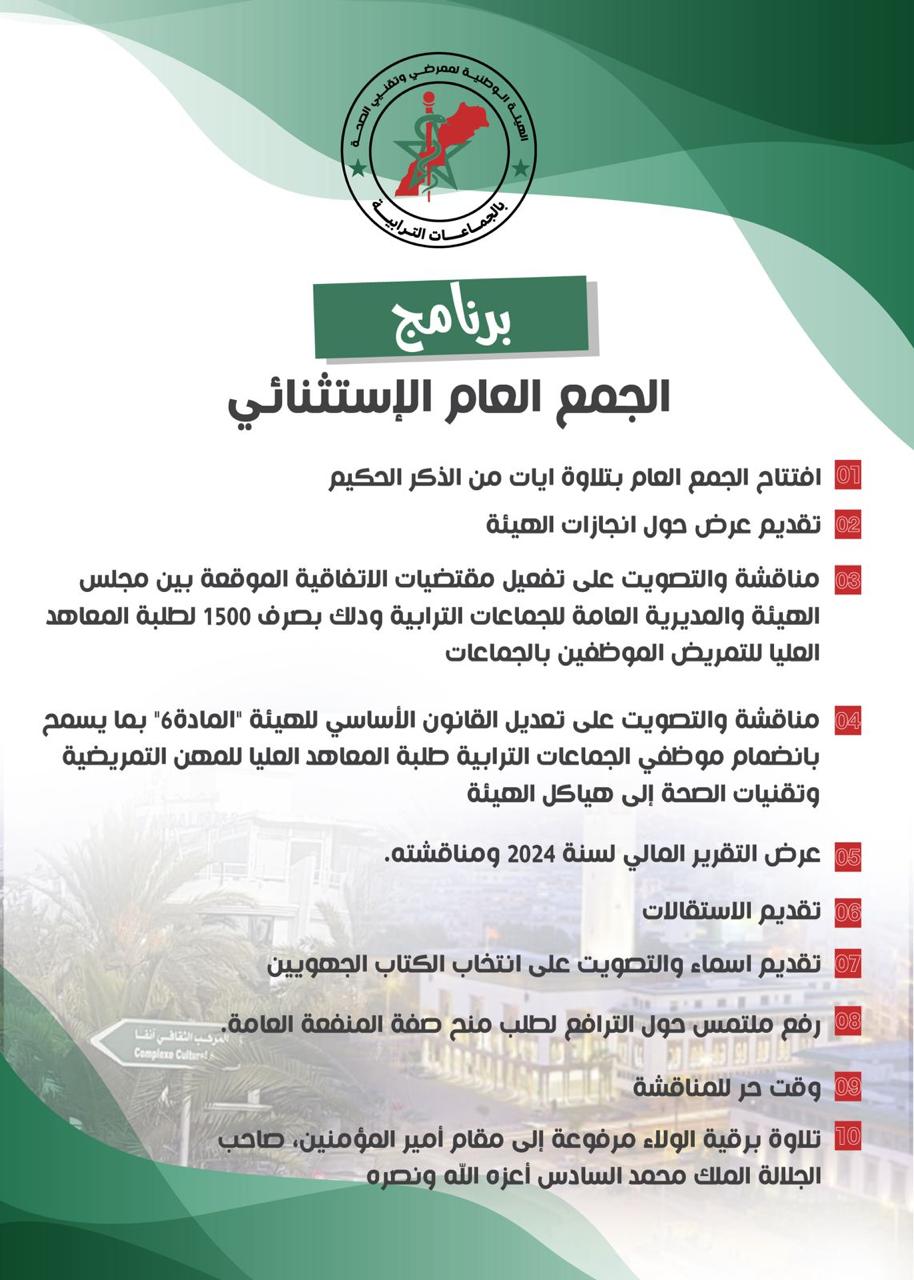 الهيئة الوطنية لممرضي وتقنيي الصحة
بالجماعات الترابية
برنامج
الجمع العام الإستثنائي
01 افتتاح الجمع العام بتلاوة ايات من الذكر الحكيم
02 تقديم عرض حول انجازات الهيئة
03 مناقشة والتصويت على تفعيل مقتضيات الاتفاقية الموقعة بين مجلس
الهيئة والمديرية العامة للجماعات الترابية وذلك بصرف 1500 لطلبة المعاهد
العليا للتمريض الموظفين بالجماعات
04 مناقشة والتصويت على تعديل القانون الأساسي للهيئة "المادة6" بما يسمح
بانضمام موظفي الجماعات الترابية طلبة المعاهد العليا للمهن التمريضية
وتقنيات الصحة إلى هياكل الهيئة
05 عرض التقرير المالي لسنة 2024 ومناقشته.
06 تقديم الاستقالات
07 تقديم اسماء والتصويت على انتخاب الكتاب الجهويين
08 رفع ملتمس حول الترافع لطلب منح صفة المنفعة العامة.
المركب الثقافي أنفا
Complexe Culturel
09 وقت حر للمناقشة
10 تلاوة برقية الولاء مرفوعة إلى مقام أمير المؤمنين، صاحب
الجلالة الملك محمد السادس أعزه الله ونصره